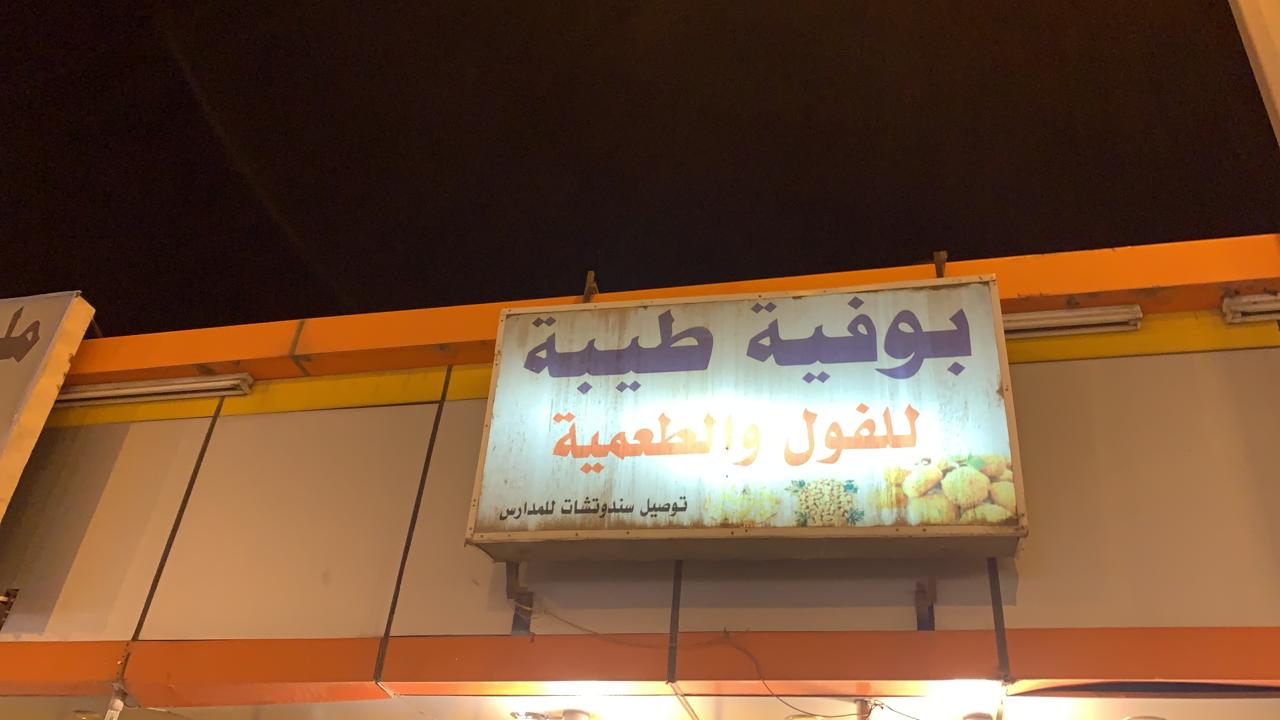 بوفية طيبة
للفول والطعمية
توصيل سندوتشات للمدارس